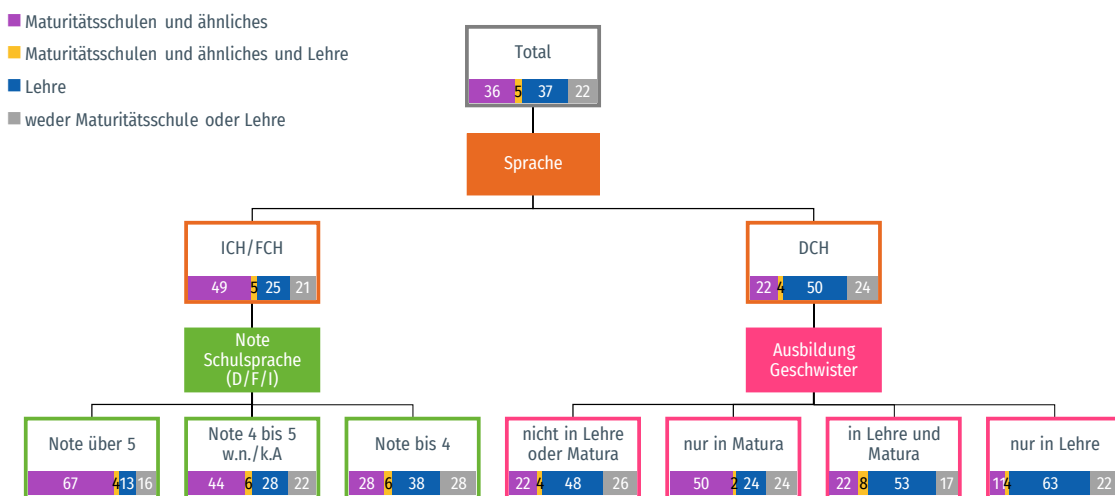 Maturitätsschulen und ähnliches
Maturitätsschulen und ähnliches und Lehre
Lehre
weder Maturitätsschule oder Lehre
Total
36 5 37 22
Sprache
ICH/FCH
49 5 25 21
DCH
22 4 50 24
Note
Schulsprache
(D/F/I)
Ausbildung
Geschwister
Note über 5
67 4 13 16
Note 4 bis 5
w.n./k.A
44 6 28 22
Note bis 4
28 6 38 28
nicht in Lehre
oder Matura
22 4 48 26
nur in Matura
50 2 24 24
in Lehre und
Matura
22 8 53 17
nur in Lehre
11 4 63 22